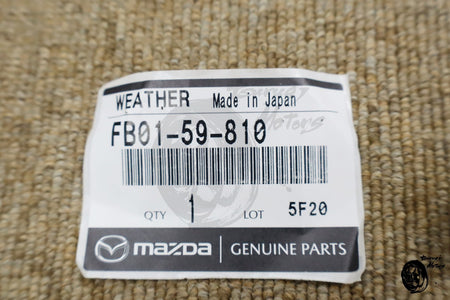 WEATHER Made in Japan
FB01-59-810
QTY 1 LOT 5F20
mazda GENUINE PARTS